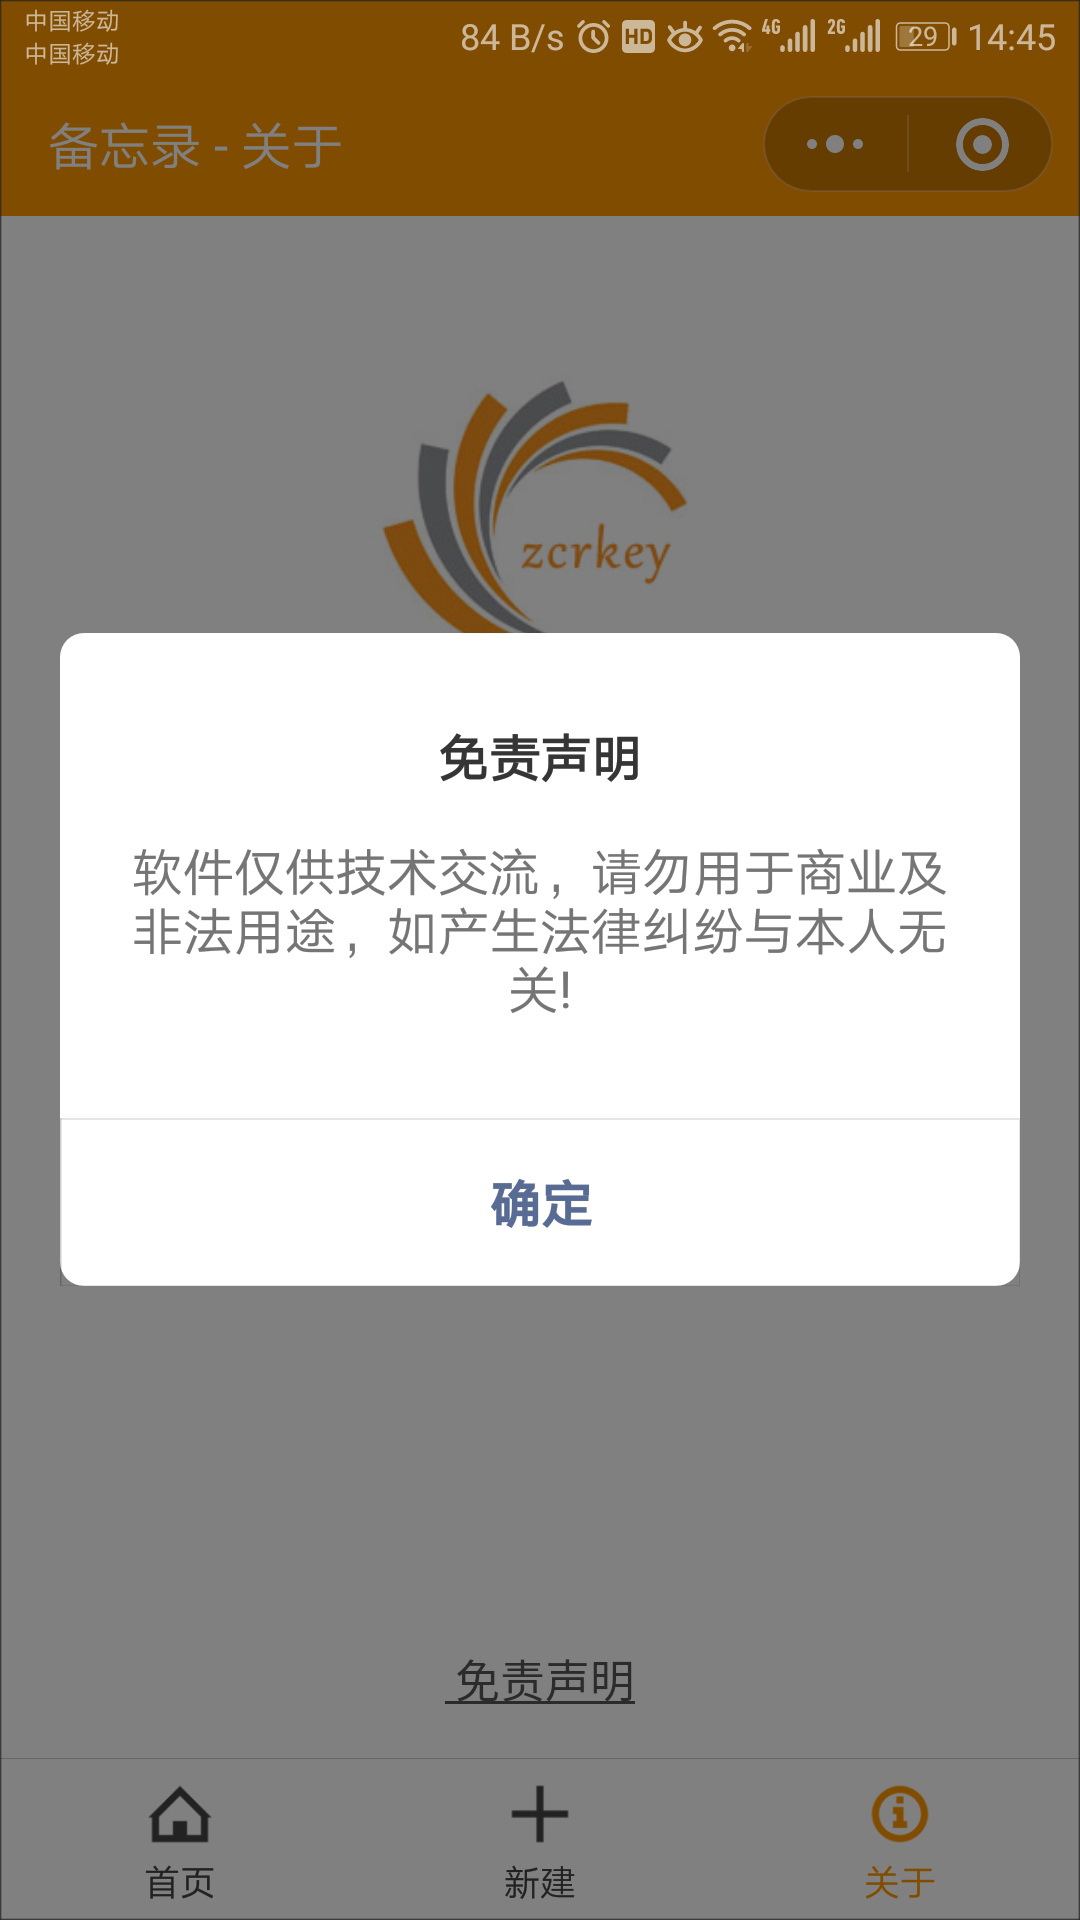 中国移动
中国移动
84 B/s HD 4G 2G 29 14:45
备忘录 - 关于
zcrkey
免责声明
软件仅供技术交流，请勿用于商业及
非法用途，如产生法律纠纷与本人无
关!
确定
免责声明
首页 新建 关于